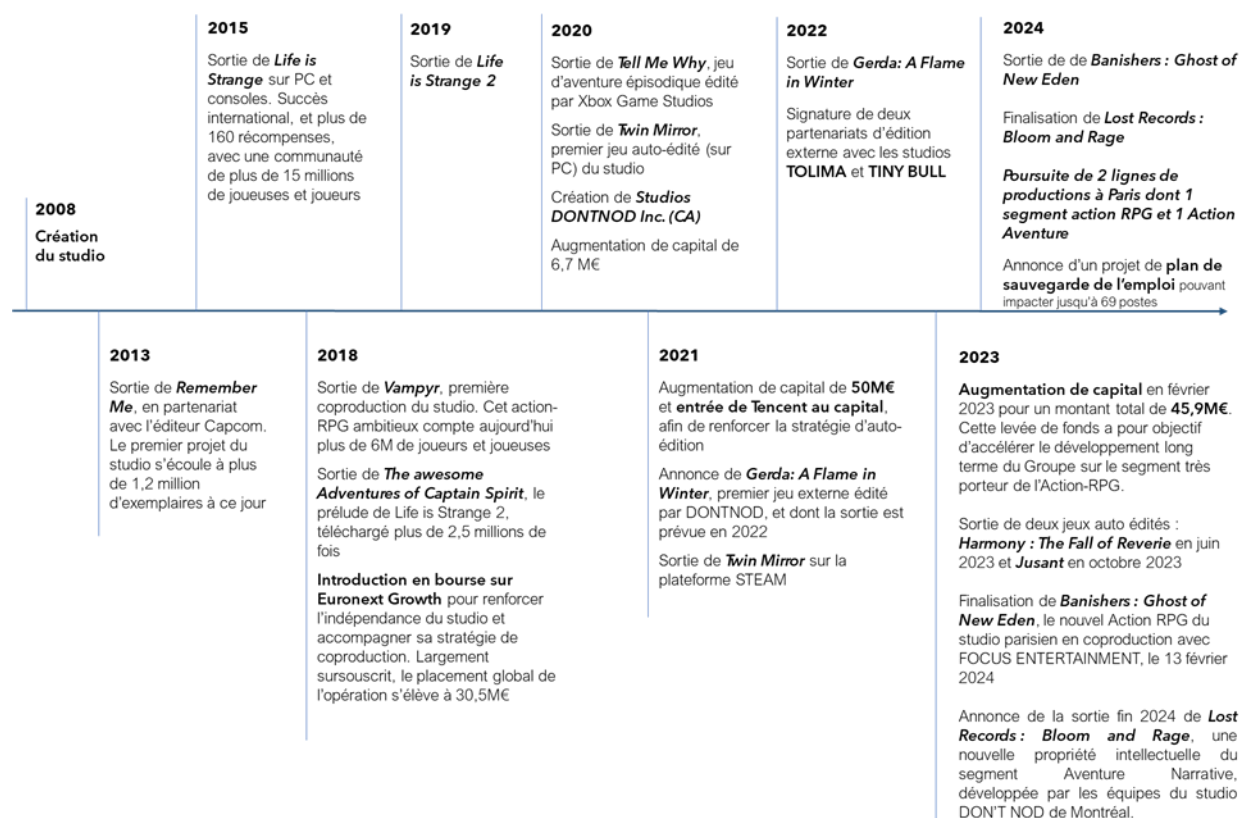 2008
Création
du studio
2015
Sortie de Life is
Strange sur PC et
consoles. Succès
international, et plus de
160 récompenses,
avec une communauté
de plus de 15 millions
de joueuses et joueurs
2019
Sortie de Life
is Strange 2
2020
Sortie de Tell Me Why, jeu
d'aventure épisodique édité
par Xbox Game Studios
Sortie de Twin Mirror,
premier jeu auto-édité (sur
PC) du studio
Création de Studios
DONTNOD Inc. (CA)
Augmentation de capital de
6,7 M€
2022
Sortie de Gerda: A Flame
in Winter
Signature de deux
partenariats d'édition
externe avec les studios
TOLIMA et TINY BULL
2024
Sortie de de Banishers : Ghost of
New Eden
Finalisation de Lost Records :
Bloom and Rage
Poursuite de 2 lignes de
productions à Paris dont 1
segment action RPG et 1 Action
Aventure
Annonce d'un projet de plan de
sauvegarde de l'emploi pouvant
impacter jusqu'à 69 postes
2013
Sortie de Remember
Me, en partenariat
avec l'éditeur Capcom.
Le premier projet du
studio s'écoule à plus
de 1,2 million
d'exemplaires à ce jour
2018
Sortie de Vampyr, première
coproduction du studio. Cet action-
RPG ambitieux compte aujourd'hui
plus de 6M de joueurs et joueuses
Sortie de The awesome
Adventures of Captain Spirit, le
prélude de Life is Strange 2,
téléchargé plus de 2,5 millions de
fois
Introduction en bourse sur
Euronext Growth pour renforcer
l'indépendance du studio et
accompagner sa stratégie de
coproduction. Largement
sursouscrit, le placement global de
l'opération s'élève à 30,5M€
2021
Augmentation de capital de 50M€
et entrée de Tencent au capital,
afin de renforcer la stratégie d'auto-
édition
Annonce de Gerda: A Flame in
Winter, premier jeu externe édité
par DONTNOD, et dont la sortie est
prévue en 2022
Sortie de Twin Mirror sur la
plateforme STEAM
2023
Augmentation de capital en février
2023 pour un montant total de 45,9M€.
Cette levée de fonds a pour objectif
d'accélérer le développement long
terme du Groupe sur le segment très
porteur de l'Action-RPG.
Sortie de deux jeux auto édités :
Harmony : The Fall of Reverie en juin
2023 et Jusant en octobre 2023
Finalisation de Banishers : Ghost of
New Eden, le nouvel Action RPG du
studio parisien en coproduction avec
FOCUS ENTERTAINMENT, le 13 février
2024
Annonce de la sortie fin 2024 de Lost
Records : Bloom and Rage, une
nouvelle propriété intellectuelle du
segment Aventure Narrative,
développée par les équipes du studio
DON'T NOD de Montréal.